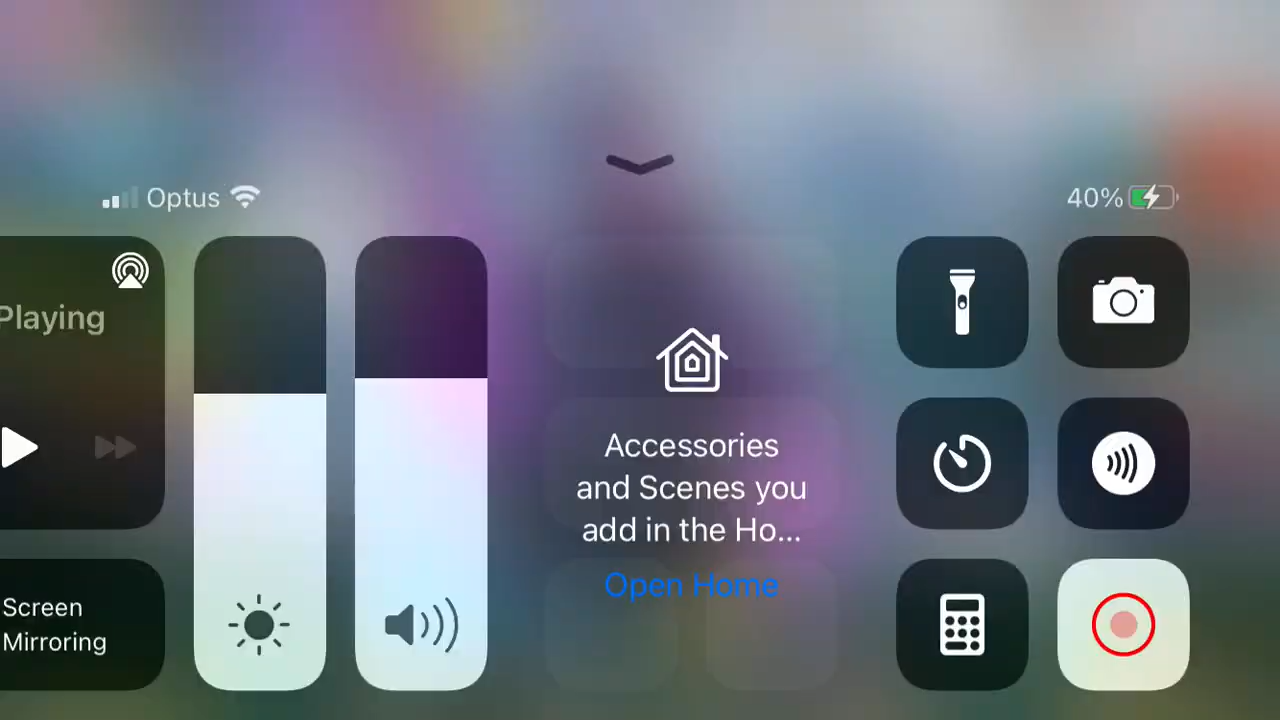 Optus
40%
Playing
Accessories
and Scenes you
add in the Ho...
Open Home
Screen
Mirroring